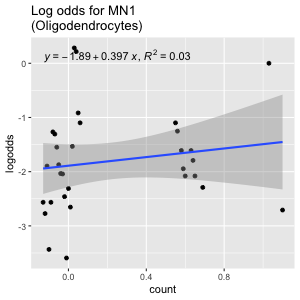 Log odds for MN1
(Oligodendrocytes)
y = −1.89 + 0.397 x, R² = 0.03
logodds
0
-1
-2
-3
0.0 0.4 0.8
count